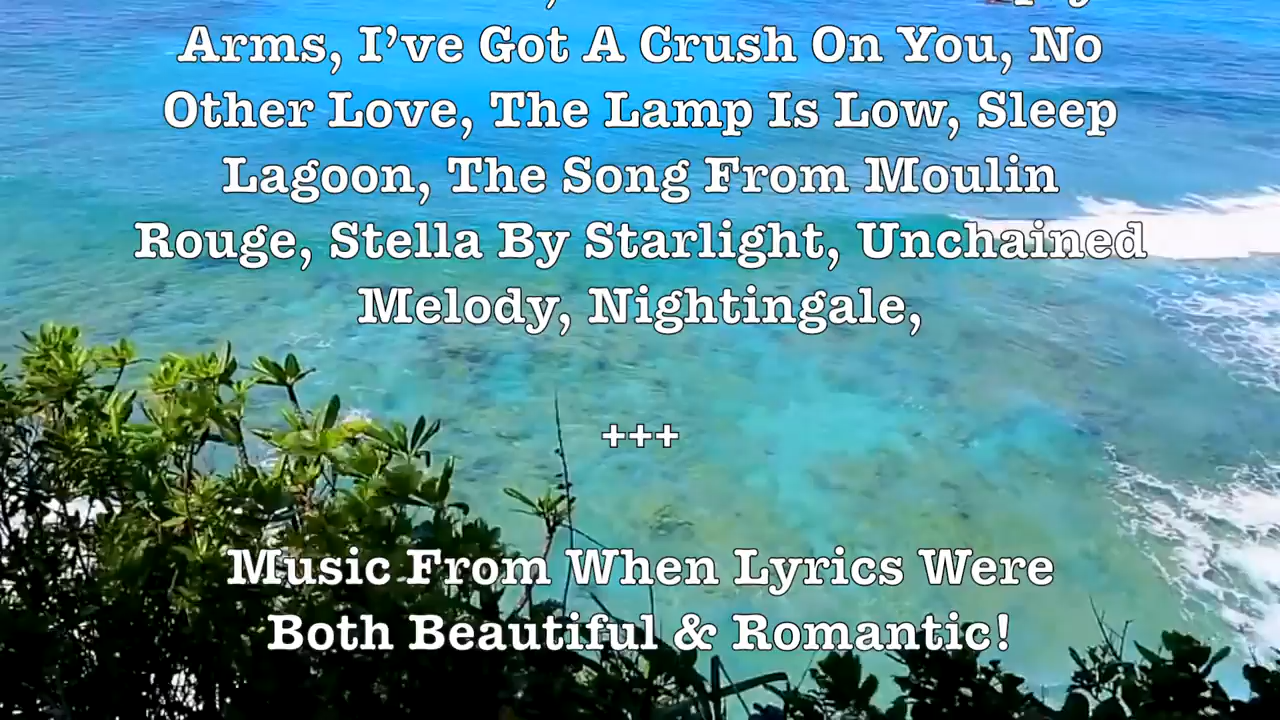 Arms, I’ve Got A Crush On You, No
Other Love, The Lamp Is Low, Sleep
Lagoon, The Song From Moulin
Rouge, Stella By Starlight, Unchained
Melody, Nightingale,
+++
Music From When Lyrics Were
Both Beautiful & Romantic!